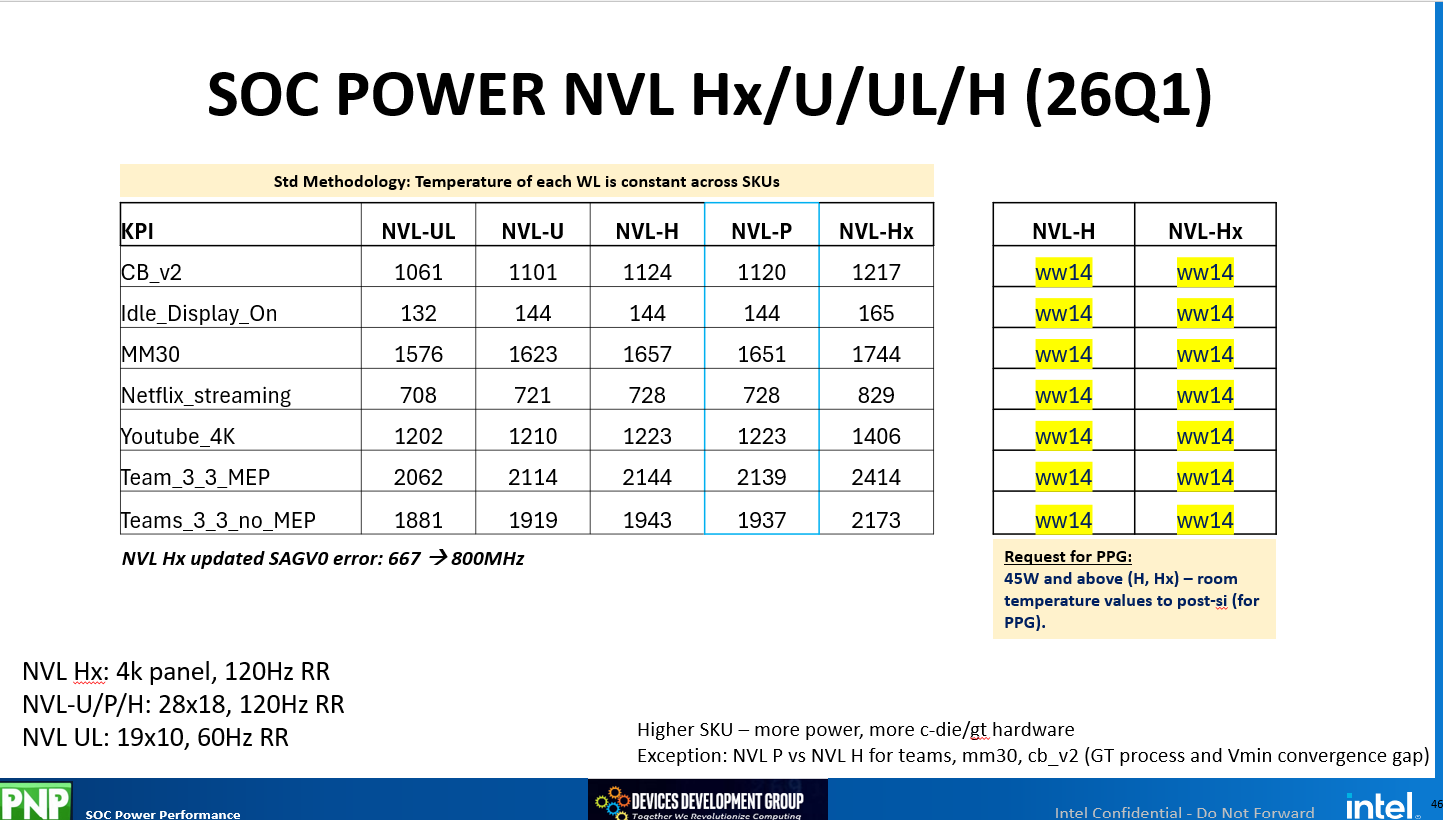 SOC POWER NVL Hx/U/UL/H (26Q1)
Std Methodology: Temperature of each WL is constant across SKUs
KPI NVL-UL NVL-U NVL-H NVL-P NVL-Hx
CB_v2 1061 1101 1124 1120 1217
Idle_Display_On 132 144 144 144 165
MM30 1576 1623 1657 1651 1744
Netflix_streaming 708 721 728 728 829
Youtube_4K 1202 1210 1223 1223 1406
Team_3_3_MEP 2062 2114 2144 2139 2414
Teams_3_3_no_MEP 1881 1919 1943 1937 2173
NVL Hx updated SAGV0 error: 667 → 800MHz
NVL-H NVL-Hx
ww14 ww14
ww14 ww14
ww14 ww14
ww14 ww14
ww14 ww14
ww14 ww14
ww14 ww14
Request for PPG:
45W and above (H, Hx) – room
temperature values to post-si (for
PPG).
NVL Hx: 4k panel, 120Hz RR
NVL-U/P/H: 28x18, 120Hz RR
NVL UL: 19x10, 60Hz RR
Higher SKU – more power, more c-die/gt hardware
Exception: NVL P vs NVL H for teams, mm30, cb_v2 (GT process and Vmin convergence gap)
PNP
SOC Power Performance
DEVICES DEVELOPMENT GROUP
Together We Revolutionize Computing
Intel Confidential - Do Not Forward
intel.
46